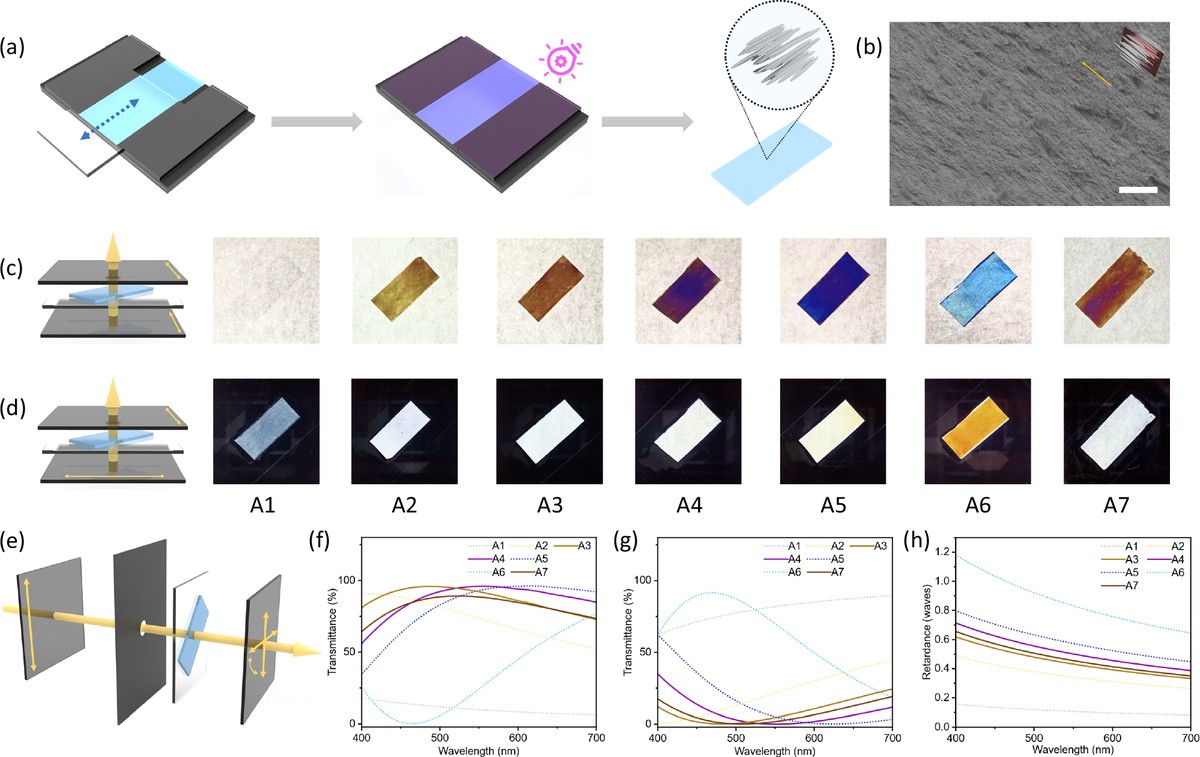 (a)
(b)
(c)
(d)
A1 A2 A3 A4 A5 A6 A7
(e)
(f)
A1 A2 A3
A4 A5
A6 A7
100
50
0
Transmittance (%)
400 500 600 700
Wavelength (nm)
(g)
A1 A2 A3
A4 A5
A6 A7
100
50
0
Transmittance (%)
400 500 600 700
Wavelength (nm)
(h)
A1 A2
A3 A4
A5 A6
A7
1.2
1.0
0.8
0.6
0.4
0.2
0.0
Retardance (waves)
400 500 600 700
Wavelength (nm)